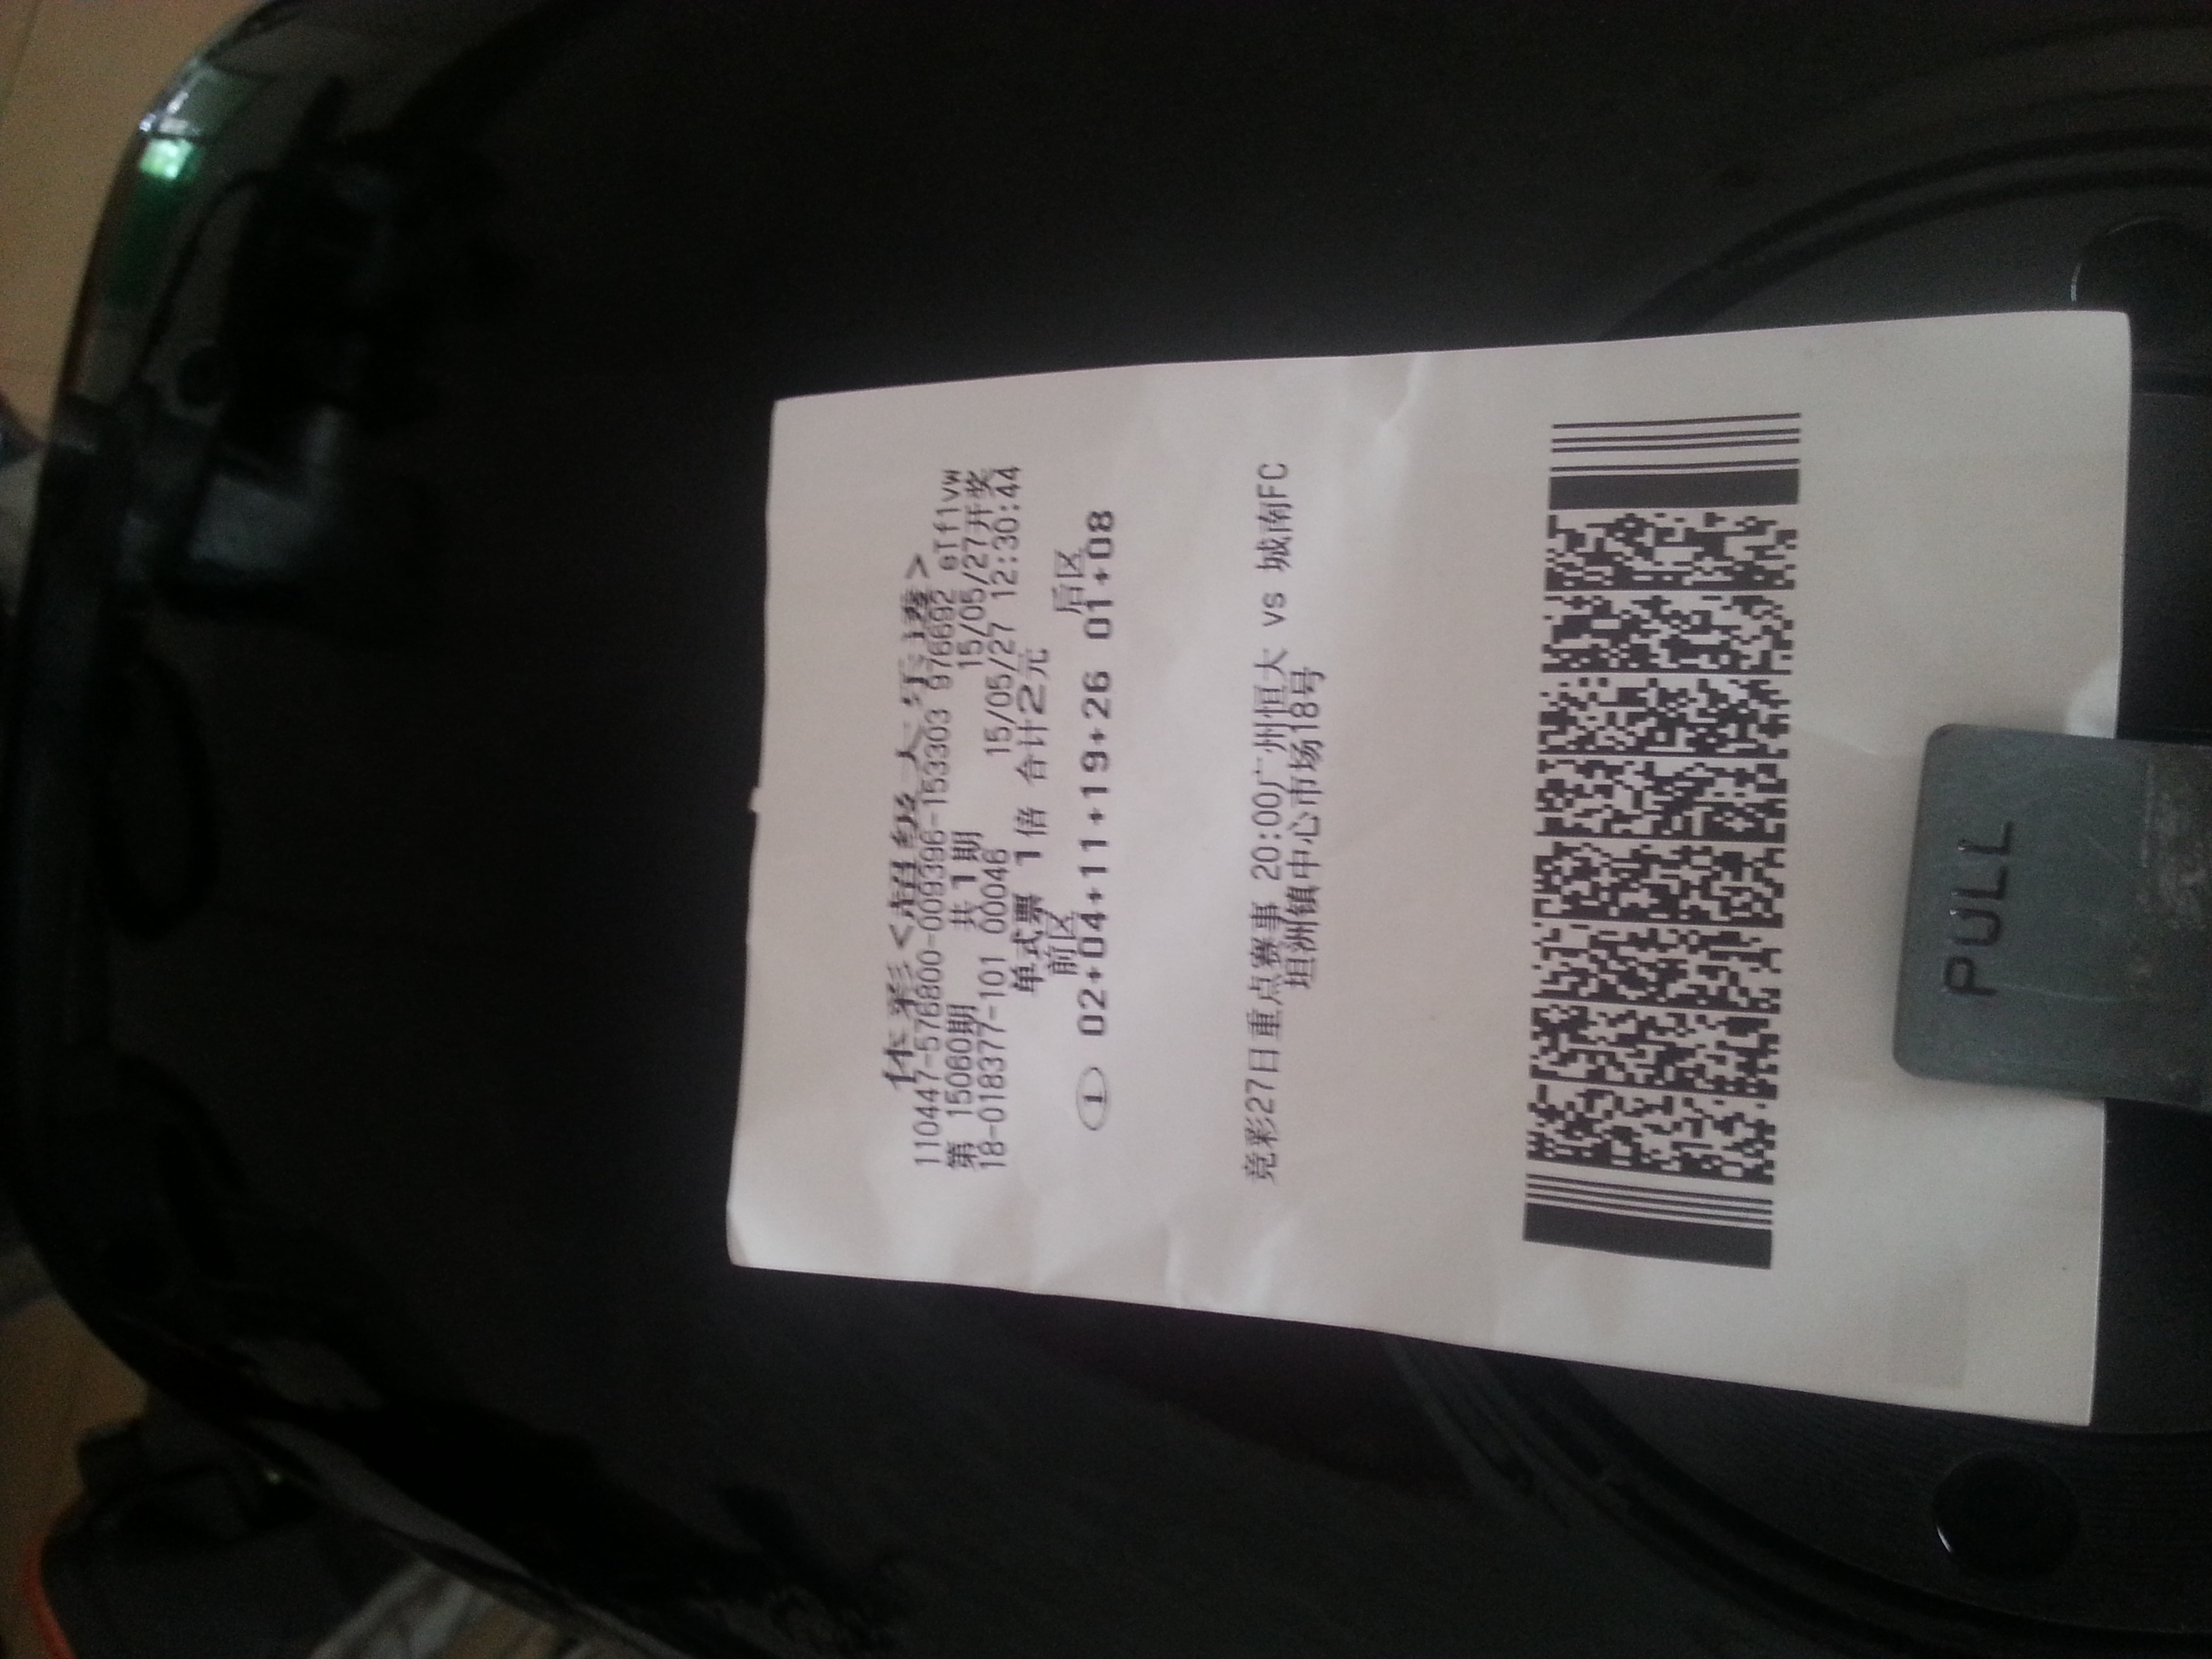 体彩<超级大乐透>
110447-576800-009396-153303 976692 eTf1vw
第 15060期 共1期 15/05/27开奖
18-018377-101 00046 15/05/27 12:30:44
单式票 1倍 合计2元
前区 后区
① 02+04+11+19+26 01+08
竞彩27日重点赛事 20:00广州恒大 vs 城南FC
坦洲镇中心市场18号
PULL